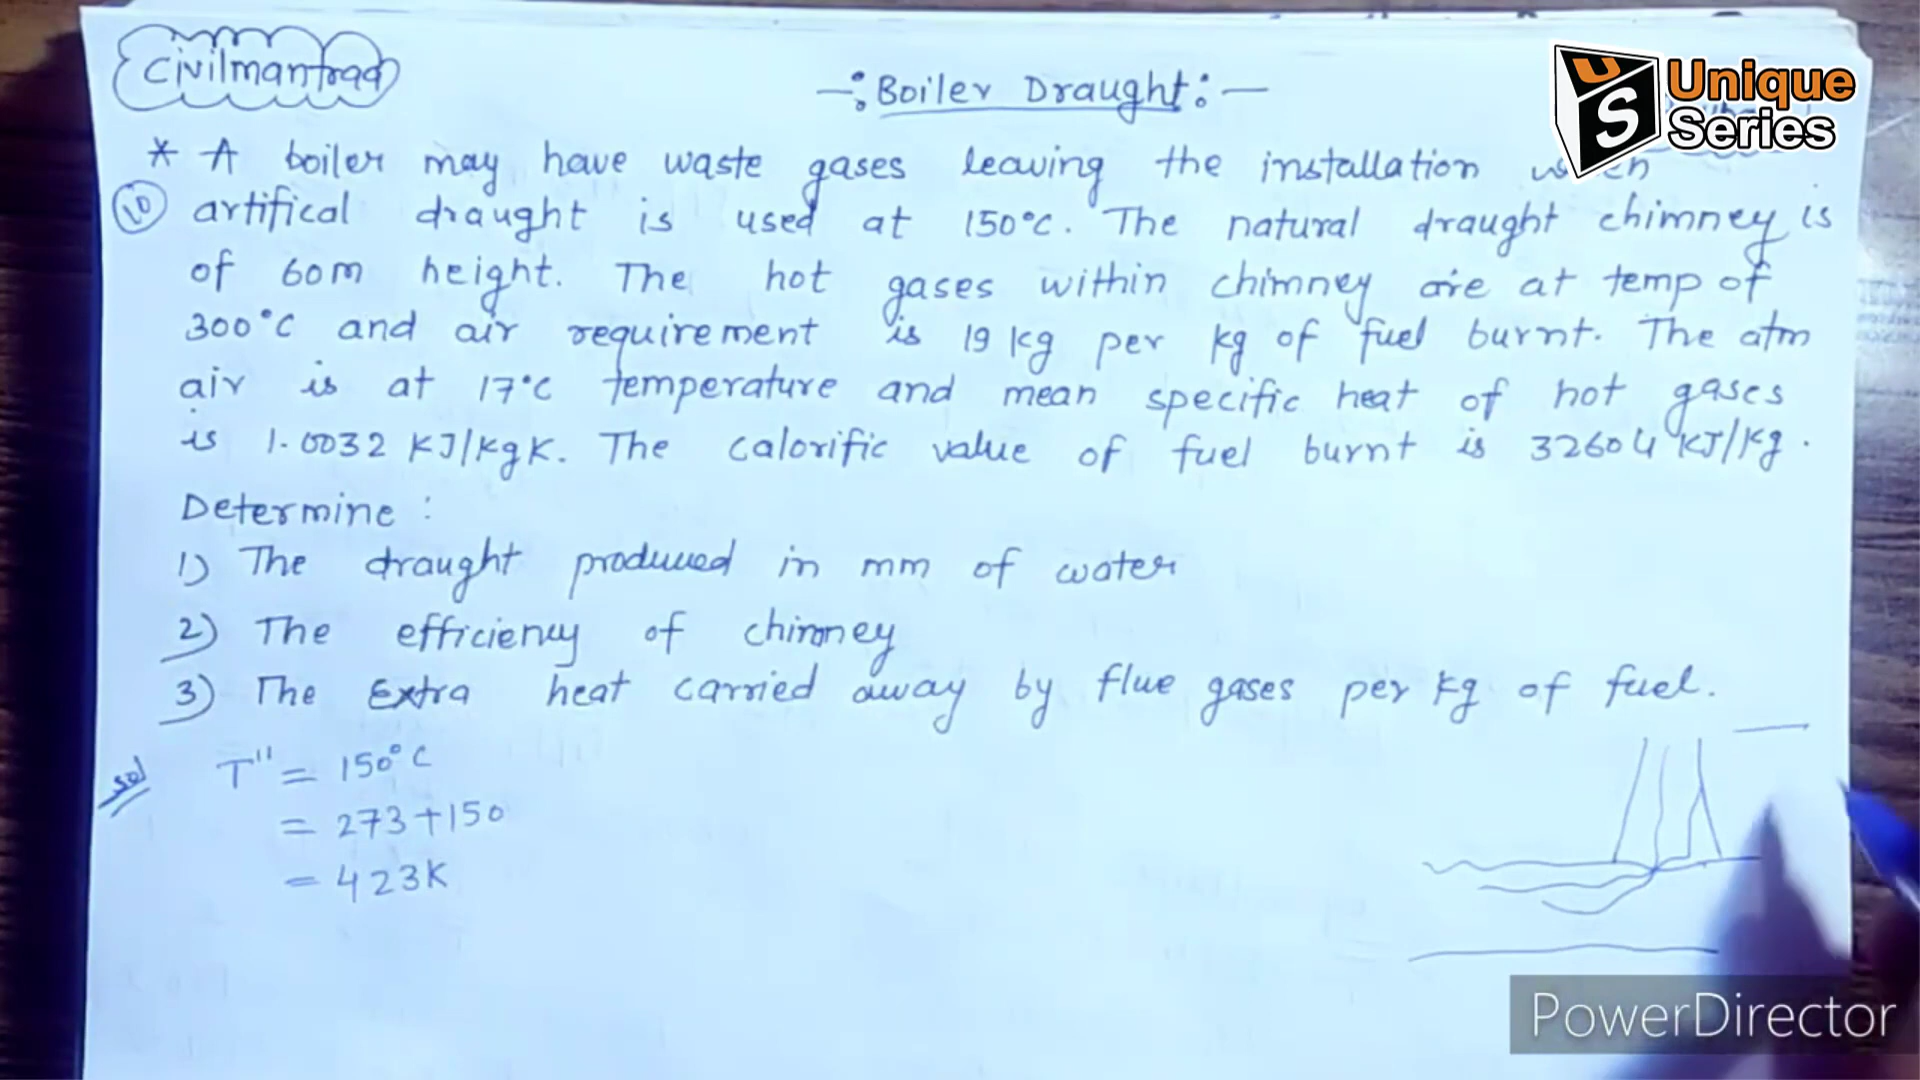 Civilmantraa
-: Boiler Draught :-
Unique
Series
US
* A boiler may have waste gases leaving the installation
10 artifical draught is used at 150°C. The natural draught chimney is
of 60m height. The hot gases within chimney are at temp of
300°C and air requirement is 19 kg per kg of fuel burnt. The atm
air is at 17°C temperature and mean specific heat of hot gases
is 1.0032 KJ/KgK. The calorific value of fuel burnt is 32604 KJ/Kg.
Determine :
1) The draught produced in mm of water
2) The efficiency of chimney
3) The Extra heat carried away by flue gases per kg of fuel.
Sol T" = 150°C
= 273+150
= 423K
PowerDirector